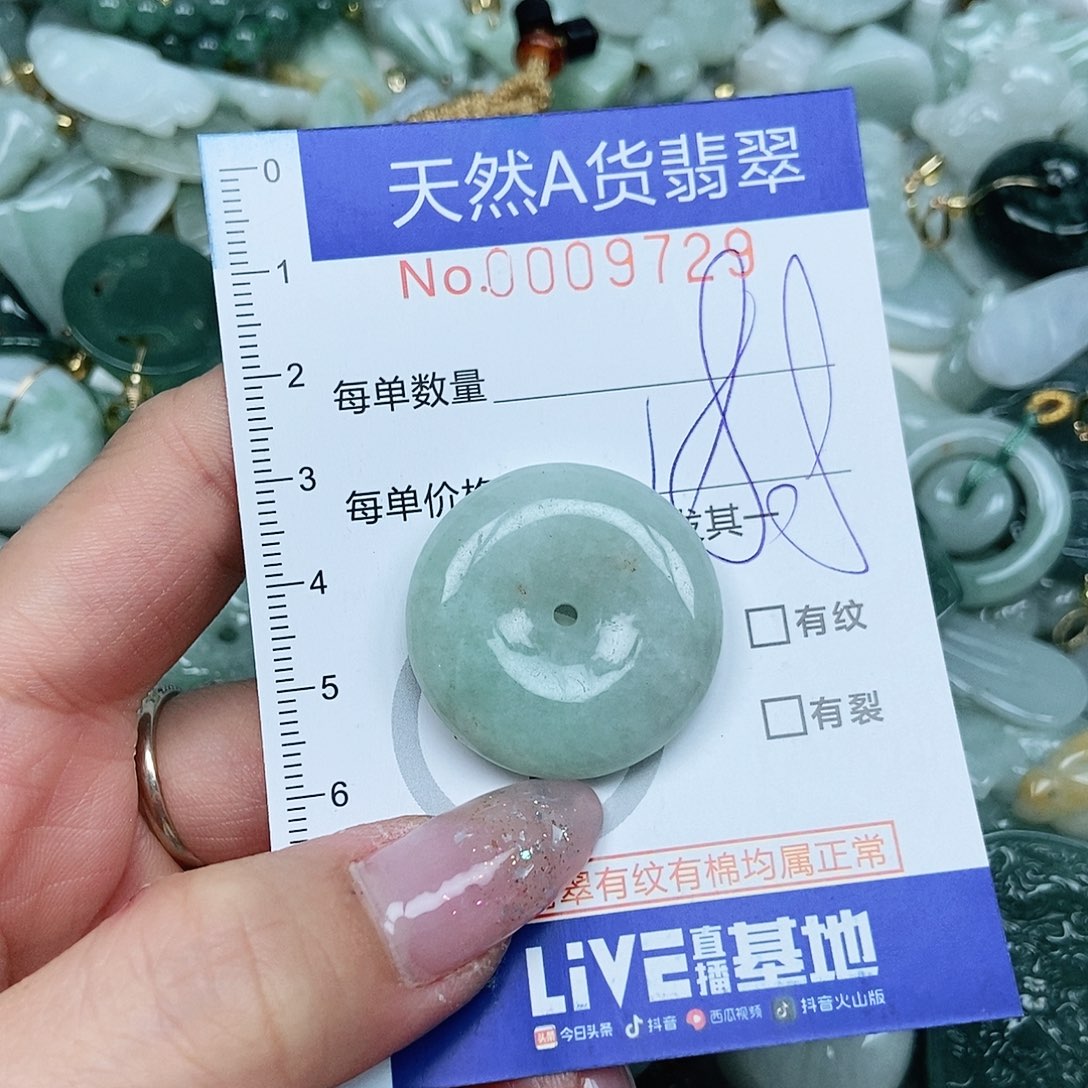 天然A货翡翠
No.0009729
0
1
2
3
4
5
6
每单数量
每单价
发其一
有纹
有裂
翠有纹有棉均属正常
LiVE直播基地
头条 今日头条 抖音 西瓜视频 抖音火山版